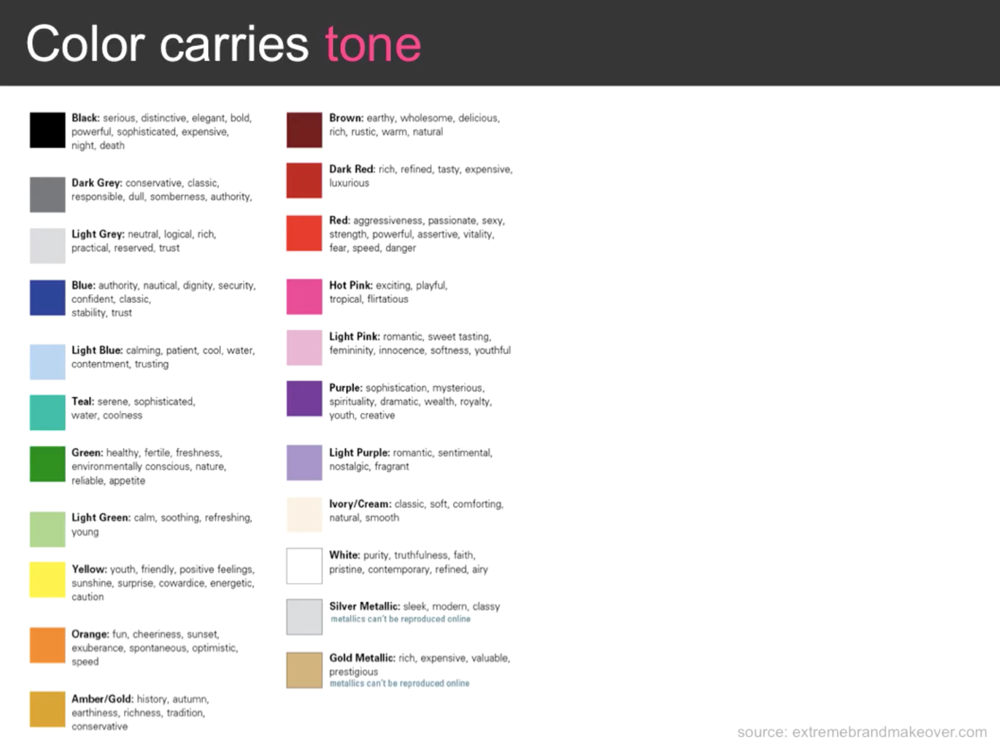 Color carries tone
Black: serious, distinctive, elegant, bold,
powerful, sophisticated, expensive,
night, death
Dark Grey: conservative, classic,
responsible, dull, somberness, authority,
Light Grey: neutral, logical, rich,
practical, reserved, trust
Blue: authority, nautical, dignity, security,
confident, classic,
stability, trust
Light Blue: calming, patient, cool, water,
contentment, trusting
Teal: serene, sophisticated,
water, coolness
Green: healthy, fertile, freshness,
environmentally conscious, nature,
reliable, appetite
Light Green: calm, soothing, refreshing,
young
Yellow: youth, friendly, positive feelings,
sunshine, surprise, cowardice, energetic,
caution
Orange: fun, cheeriness, sunset,
exuberance, spontaneous, optimistic,
speed
Amber/Gold: history, autumn,
earthiness, richness, tradition,
conservative
Brown: earthy, wholesome, delicious,
rich, rustic, warm, natural
Dark Red: rich, refined, tasty, expensive,
luxurious
Red: aggressiveness, passionate, sexy,
strength, powerful, assertive, vitality,
fear, speed, danger
Hot Pink: exciting, playful,
tropical, flirtatious
Light Pink: romantic, sweet tasting,
femininity, innocence, softness, youthful
Purple: sophistication, mysterious,
spirituality, dramatic, wealth, royalty,
youth, creative
Light Purple: romantic, sentimental,
nostalgic, fragrant
Ivory/Cream: classic, soft, comforting,
natural, smooth
White: purity, truthfulness, faith,
pristine, contemporary, refined, airy
Silver Metallic: sleek, modern, classy
metallics can't be reproduced online
Gold Metallic: rich, expensive, valuable,
prestigious
metallics can't be reproduced online
source: extremebrandmakeover.com